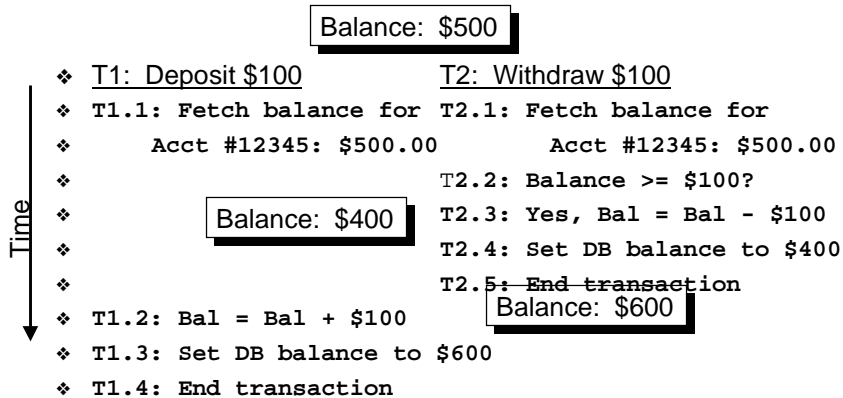 Balance: $500
❖ T1: Deposit $100 T2: Withdraw $100
❖ T1.1: Fetch balance for T2.1: Fetch balance for
❖ Acct #12345: $500.00 Acct #12345: $500.00
❖ T2.2: Balance >= $100?
❖ Balance: $400 T2.3: Yes, Bal = Bal - $100
❖ T2.4: Set DB balance to $400
❖ T2.5: End transaction
Balance: $600
❖ T1.2: Bal = Bal + $100
❖ T1.3: Set DB balance to $600
❖ T1.4: End transaction
Time